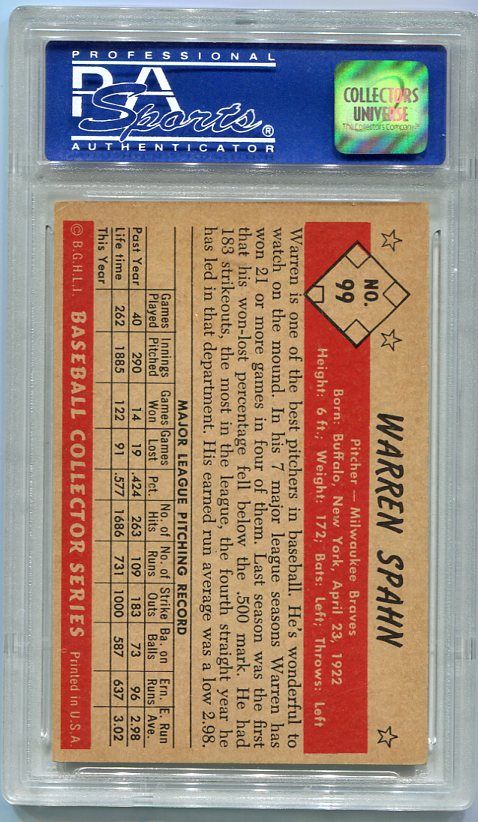 PROFESSIONAL
PSA
Sports®
AUTHENTICATOR
COLLECTORS
UNIVERSE
The Collectors Company
NO.
99
WARREN SPAHN
Pitcher — Milwaukee Braves
Born: Buffalo, New York, April 23, 1922
Height: 6 ft.; Weight: 172; Bats: Left; Throws: Left
Warren is one of the best pitchers in baseball. He's wonderful to
watch on the mound. In his 7 major league seasons Warren has
won 21 or more games in four of them. Last season was the first
that his won-lost percentage fell below the .500 mark. He had
183 strikeouts, the most in the league, the fourth straight year he
has led in that department. His earned run average was a low 2.98.
MAJOR LEAGUE PITCHING RECORD
Games Innings Games Games No. of No. of Strike Ba. on Ern. E. Run
Played Pitched Won Lost Pct. Hits Runs Outs Balls Runs Ave.
Past Year 40 290 14 19 .424 263 109 183 73 96 2.98
Life time 262 1885 122 91 .577 1686 731 1000 587 637 3.02
This Year
© B.G.H.L.I. BASEBALL COLLECTOR SERIES Printed in U.S.A.